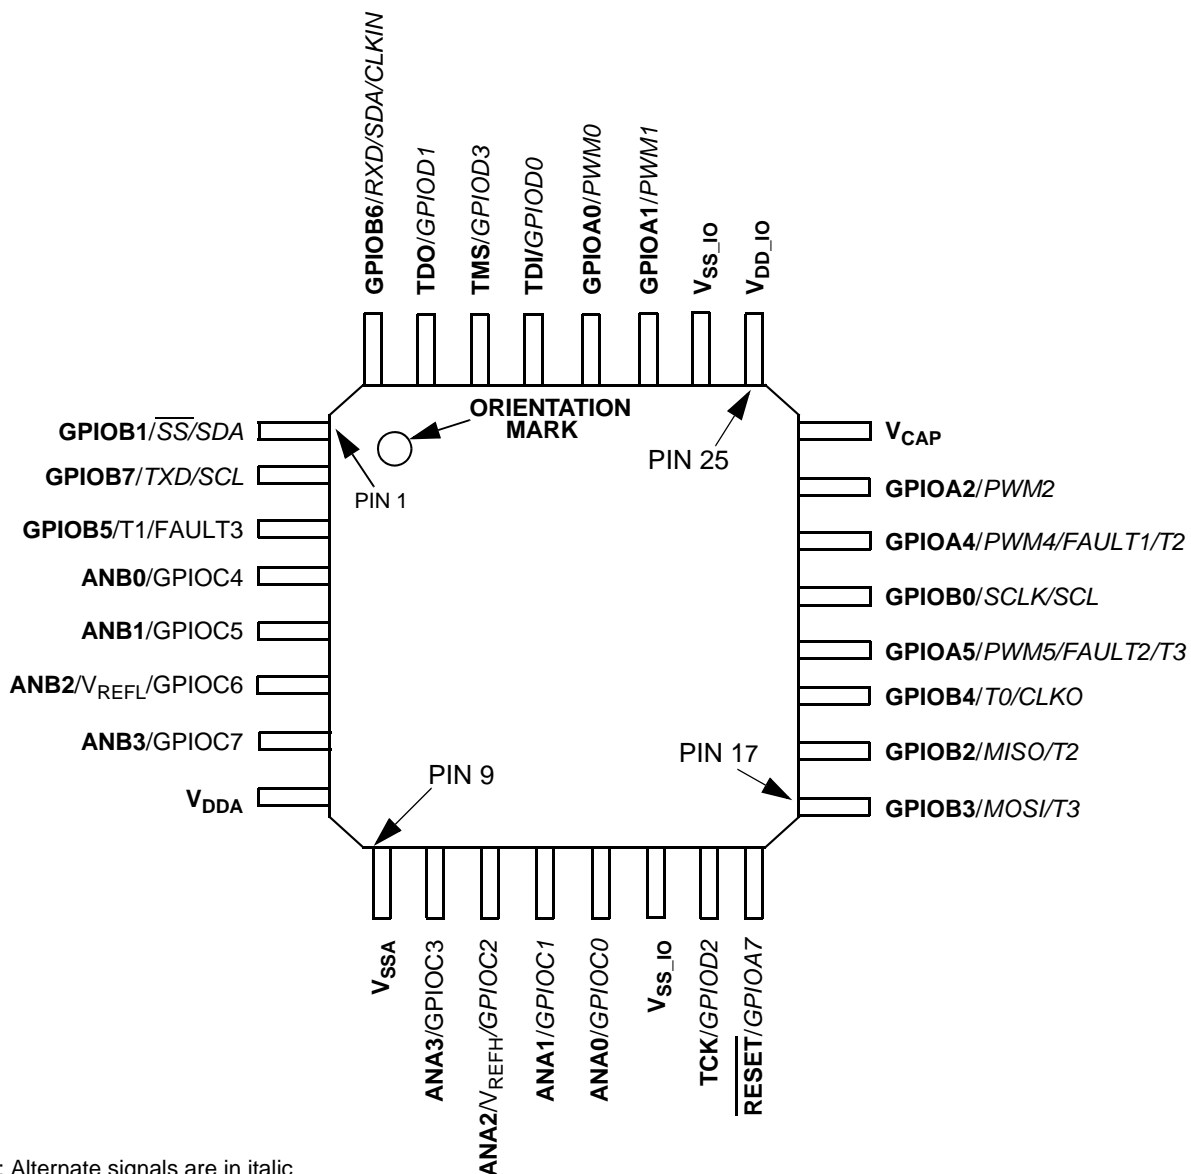 GPIOB6/RXD/SDA/CLKIN
TDO/GPIOD1
TMS/GPIOD3
TDI/GPIOD0
GPIOA0/PWM0
GPIOA1/PWM1
VSS_IO
VDD_IO
ORIENTATION
MARK
PIN 25
PIN 1
GPIOB1/SS/SDA
GPIOB7/TXD/SCL
GPIOB5/T1/FAULT3
ANB0/GPIOC4
ANB1/GPIOC5
ANB2/VREFL/GPIOC6
ANB3/GPIOC7
VDDA
VCAP
GPIOA2/PWM2
GPIOA4/PWM4/FAULT1/T2
GPIOB0/SCLK/SCL
GPIOA5/PWM5/FAULT2/T3
GPIOB4/T0/CLKO
GPIOB2/MISO/T2
GPIOB3/MOSI/T3
PIN 17
PIN 9
VSSA
ANA3/GPIOC3
ANA2/VREFH/GPIOC2
ANA1/GPIOC1
ANA0/GPIOC0
VSS_IO
TCK/GPIOD2
RESET/GPIOA7
: Alternate signals are in italic